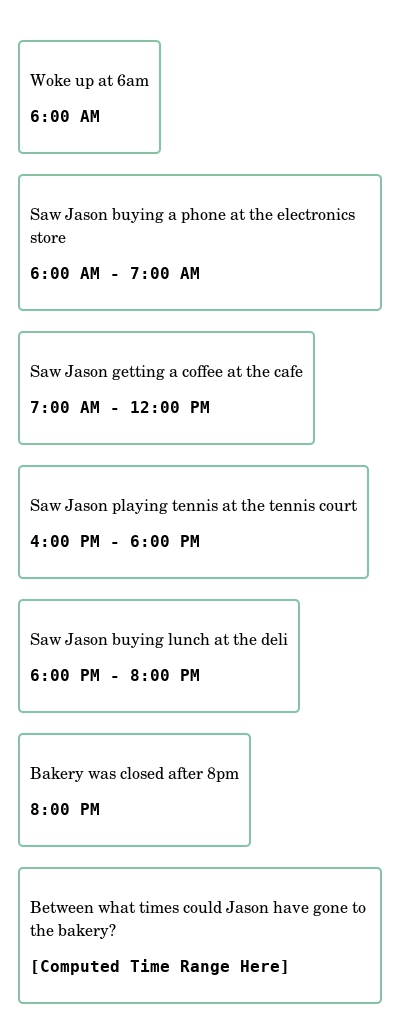 Woke up at 6am
6:00 AM
Saw Jason buying a phone at the electronics
store
6:00 AM - 7:00 AM
Saw Jason getting a coffee at the cafe
7:00 AM - 12:00 PM
Saw Jason playing tennis at the tennis court
4:00 PM - 6:00 PM
Saw Jason buying lunch at the deli
6:00 PM - 8:00 PM
Bakery was closed after 8pm
8:00 PM
Between what times could Jason have gone to
the bakery?
[Computed Time Range Here]